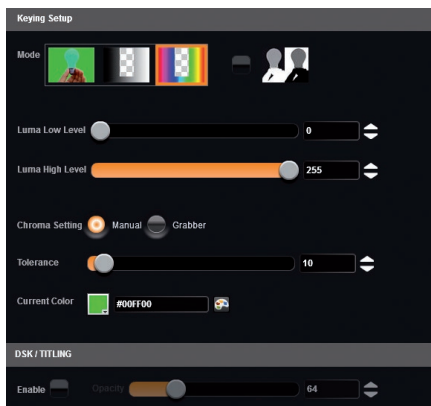 Keying Setup
Mode
Luma Low Level 0
Luma High Level 255
Chroma Setting Manual Grabber
Tolerance 10
Current Color #00FF00
DSK / TITLING
Enable Opacity 64